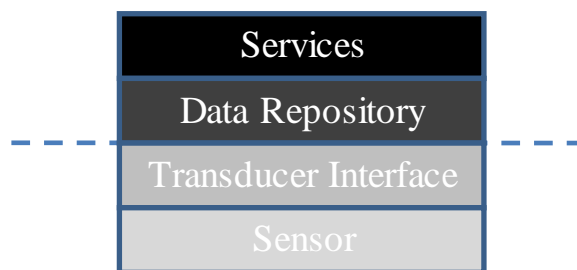 Services
Data Repository
Transducer Interface
Sensor